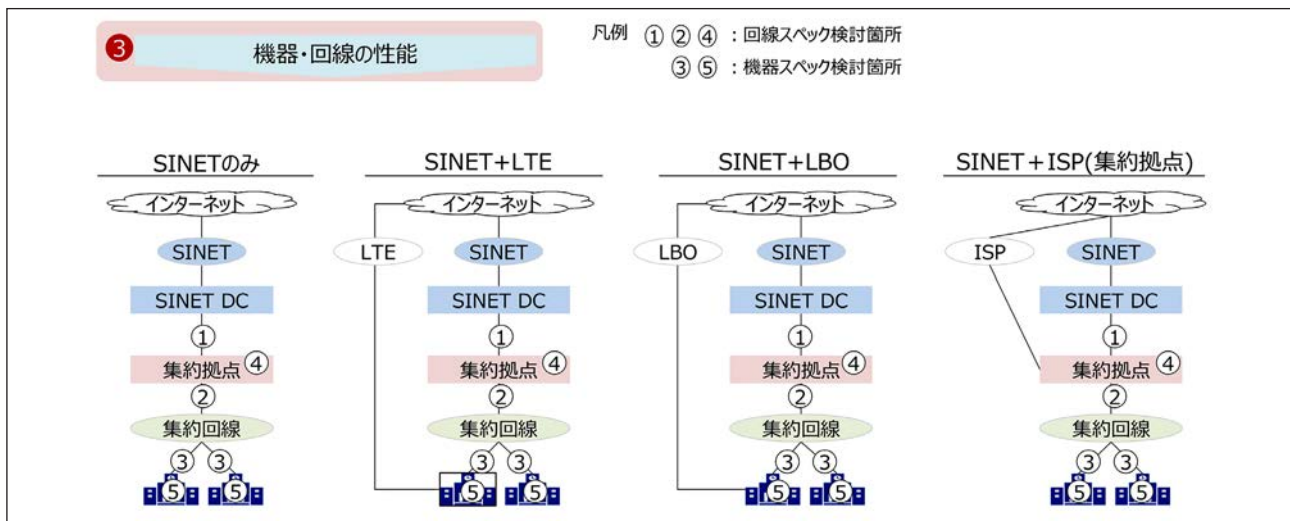 ❸ 機器・回線の性能
凡例 ① ② ④ ：回線スペック検討箇所
③ ⑤ ：機器スペック検討箇所
SINETのみ
インターネット
SINET
SINET DC
①
集約拠点 ④
②
集約回線
③ ③
⑤ ⑤
SINET+LTE
インターネット
LTE SINET
SINET DC
①
集約拠点 ④
②
集約回線
③ ③
⑤ ⑤
SINET+LBO
インターネット
LBO SINET
SINET DC
①
集約拠点 ④
②
集約回線
③ ③
⑤ ⑤
SINET＋ISP(集約拠点)
インターネット
ISP SINET
SINET DC
①
集約拠点 ④
②
集約回線
③ ③
⑤ ⑤